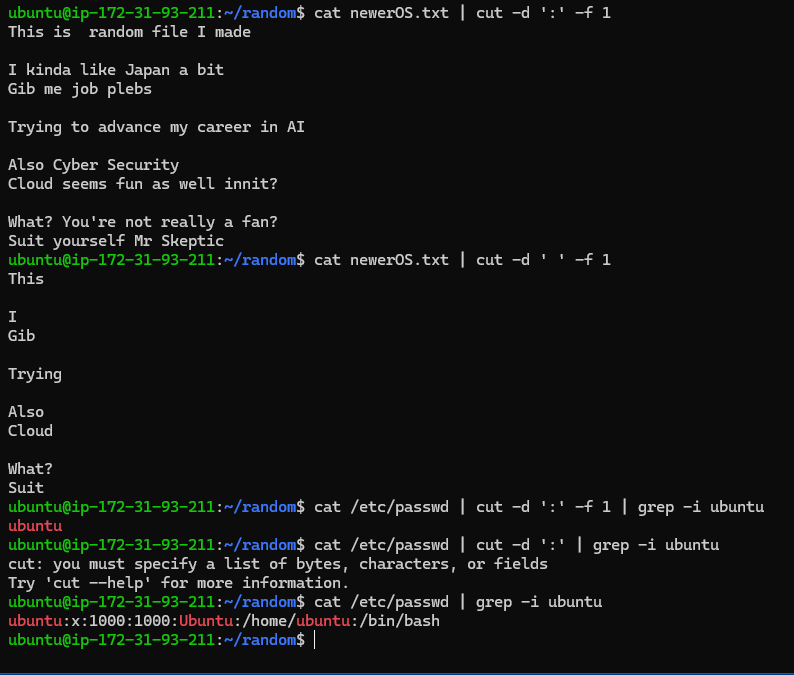 ubuntu@ip-172-31-93-211:~/random$ cat newerOS.txt | cut -d ':' -f 1
This is  random file I made
I kinda like Japan a bit
Gib me job plebs
Trying to advance my career in AI
Also Cyber Security
Cloud seems fun as well innit?
What? You're not really a fan?
Suit yourself Mr Skeptic
ubuntu@ip-172-31-93-211:~/random$ cat newerOS.txt | cut -d ' ' -f 1
This
I
Gib
Trying
Also
Cloud
What?
Suit
ubuntu@ip-172-31-93-211:~/random$ cat /etc/passwd | cut -d ':' -f 1 | grep -i ubuntu
ubuntu
ubuntu@ip-172-31-93-211:~/random$ cat /etc/passwd | cut -d ':' | grep -i ubuntu
cut: you must specify a list of bytes, characters, or fields
Try 'cut --help' for more information.
ubuntu@ip-172-31-93-211:~/random$ cat /etc/passwd | grep -i ubuntu
ubuntu:x:1000:1000:Ubuntu:/home/ubuntu:/bin/bash
ubuntu@ip-172-31-93-211:~/random$